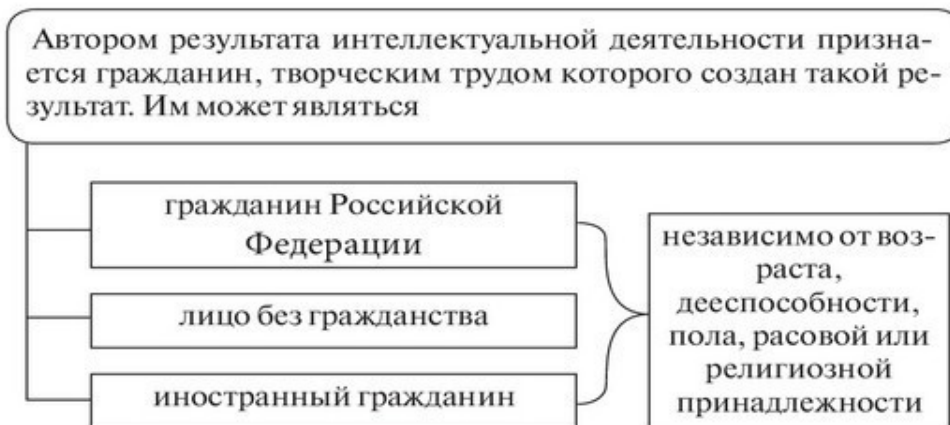 Автором результата интеллектуальной деятельности призна-
ется гражданин, творческим трудом которого создан такой ре-
зультат. Им может являться
гражданин Российской
Федерации
лицо без гражданства
иностранный гражданин
независимо от воз-
раста,
дееспособности,
пола, расовой или
религиозной
принадлежности